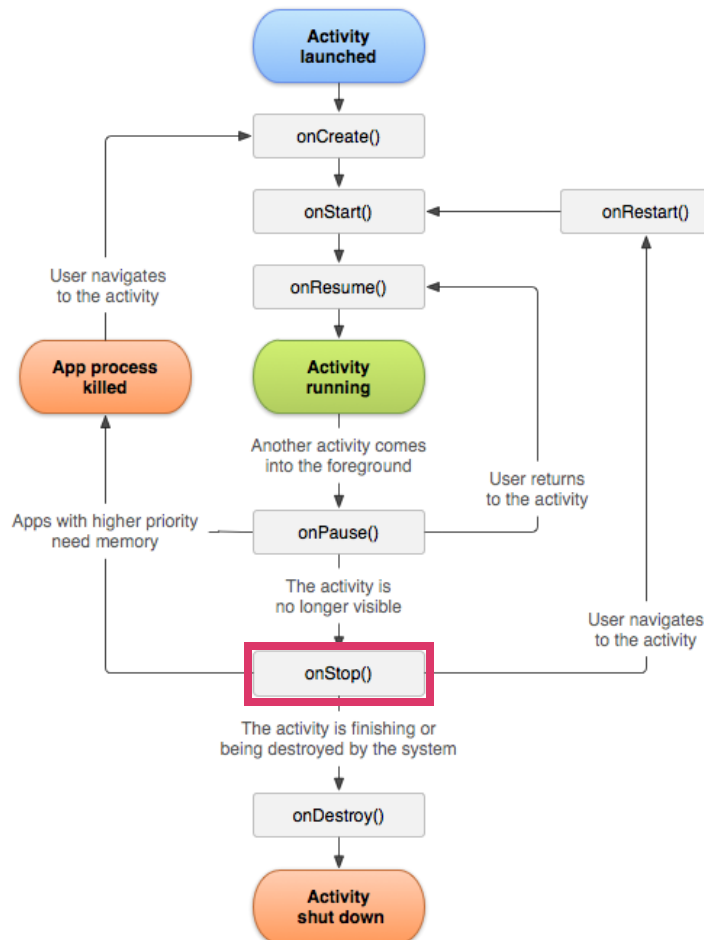 Activity
launched
onCreate()
onStart()
onRestart()
onResume()
User navigates
to the activity
App process
killed
Activity
running
Another activity comes
into the foreground
User returns
to the activity
Apps with higher priority
need memory
onPause()
The activity is
no longer visible
User navigates
to the activity
onStop()
The activity is finishing or
being destroyed by the system
onDestroy()
Activity
shut down